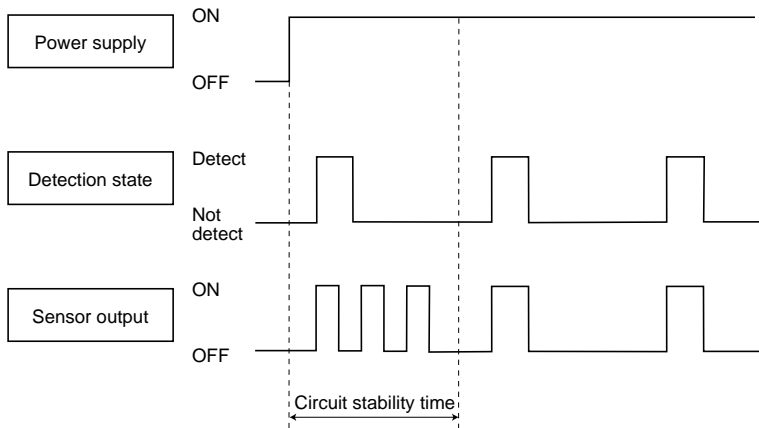 ON
Power supply
OFF
Detect
Detection state
Not
detect
ON
Sensor output
OFF
Circuit stability time